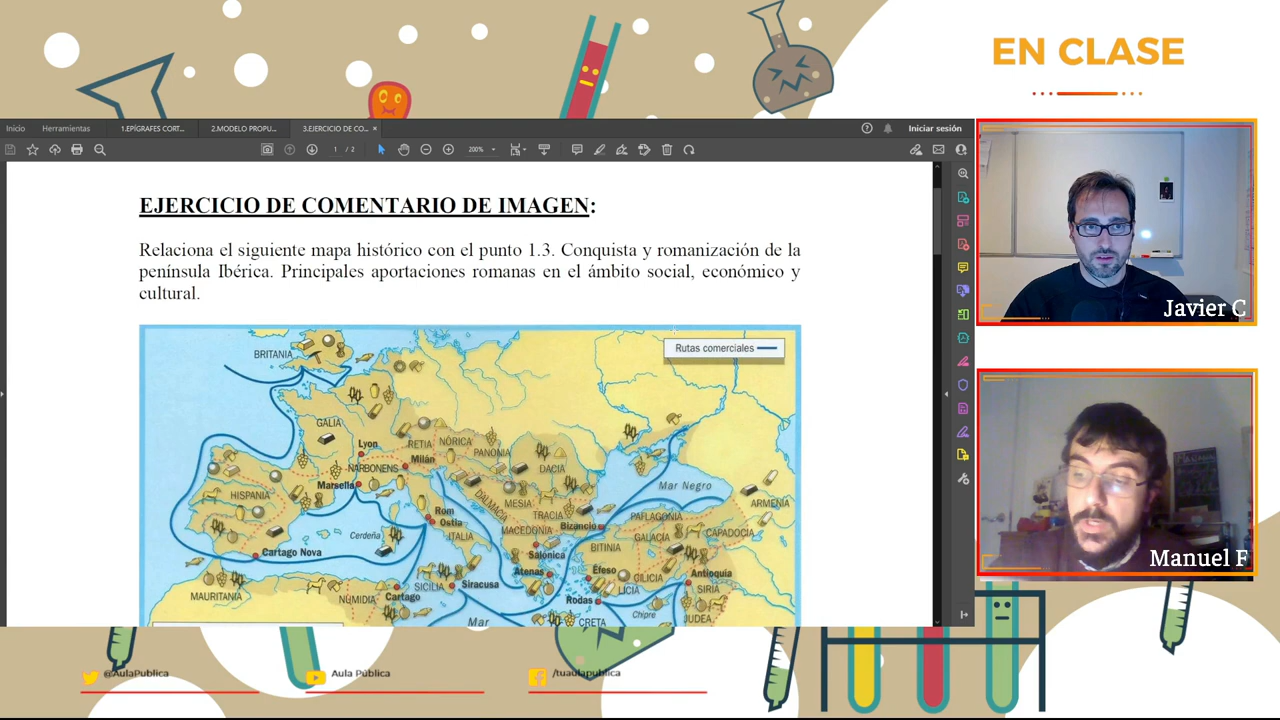 EN CLASE
Inicio Herramientas 1.EPÍGRAFES CORT... 2.MODELO PROPU... 3.EJERCICIO DE CO... × Iniciar sesión
1 / 2 200%
EJERCICIO DE COMENTARIO DE IMAGEN:
Relaciona el siguiente mapa histórico con el punto 1.3. Conquista y romanización de la
península Ibérica. Principales aportaciones romanas en el ámbito social, económico y
cultural.
Rutas comerciales
BRITANIA
GALIA
Lyon
RETIA
NÓRICA
PANONIA
Milán
NARBONENS
DACIA
Marsella
HISPANIA
DALMACIA
MESIA
Mar Negro
ARMENIA
Rom
Ostia
ITALIA
TRACIA
MACEDONIA
Bizancio
PAFLAGONIA
GALACIA
CAPADOCIA
Cerdeña
BITINIA
Cartago Nova
Salónica
Atenas
Éfeso
CILICIA
Antioquía
LICIA
SIRIA
SICILIA
Siracusa
MAURITANIA
NUMIDIA
Cartago
Rodas
Chipre
JUDEA
CRETA
Mar
Javier C
Manuel F
@AulaPublica
Aula Pública
/tuaulapublica